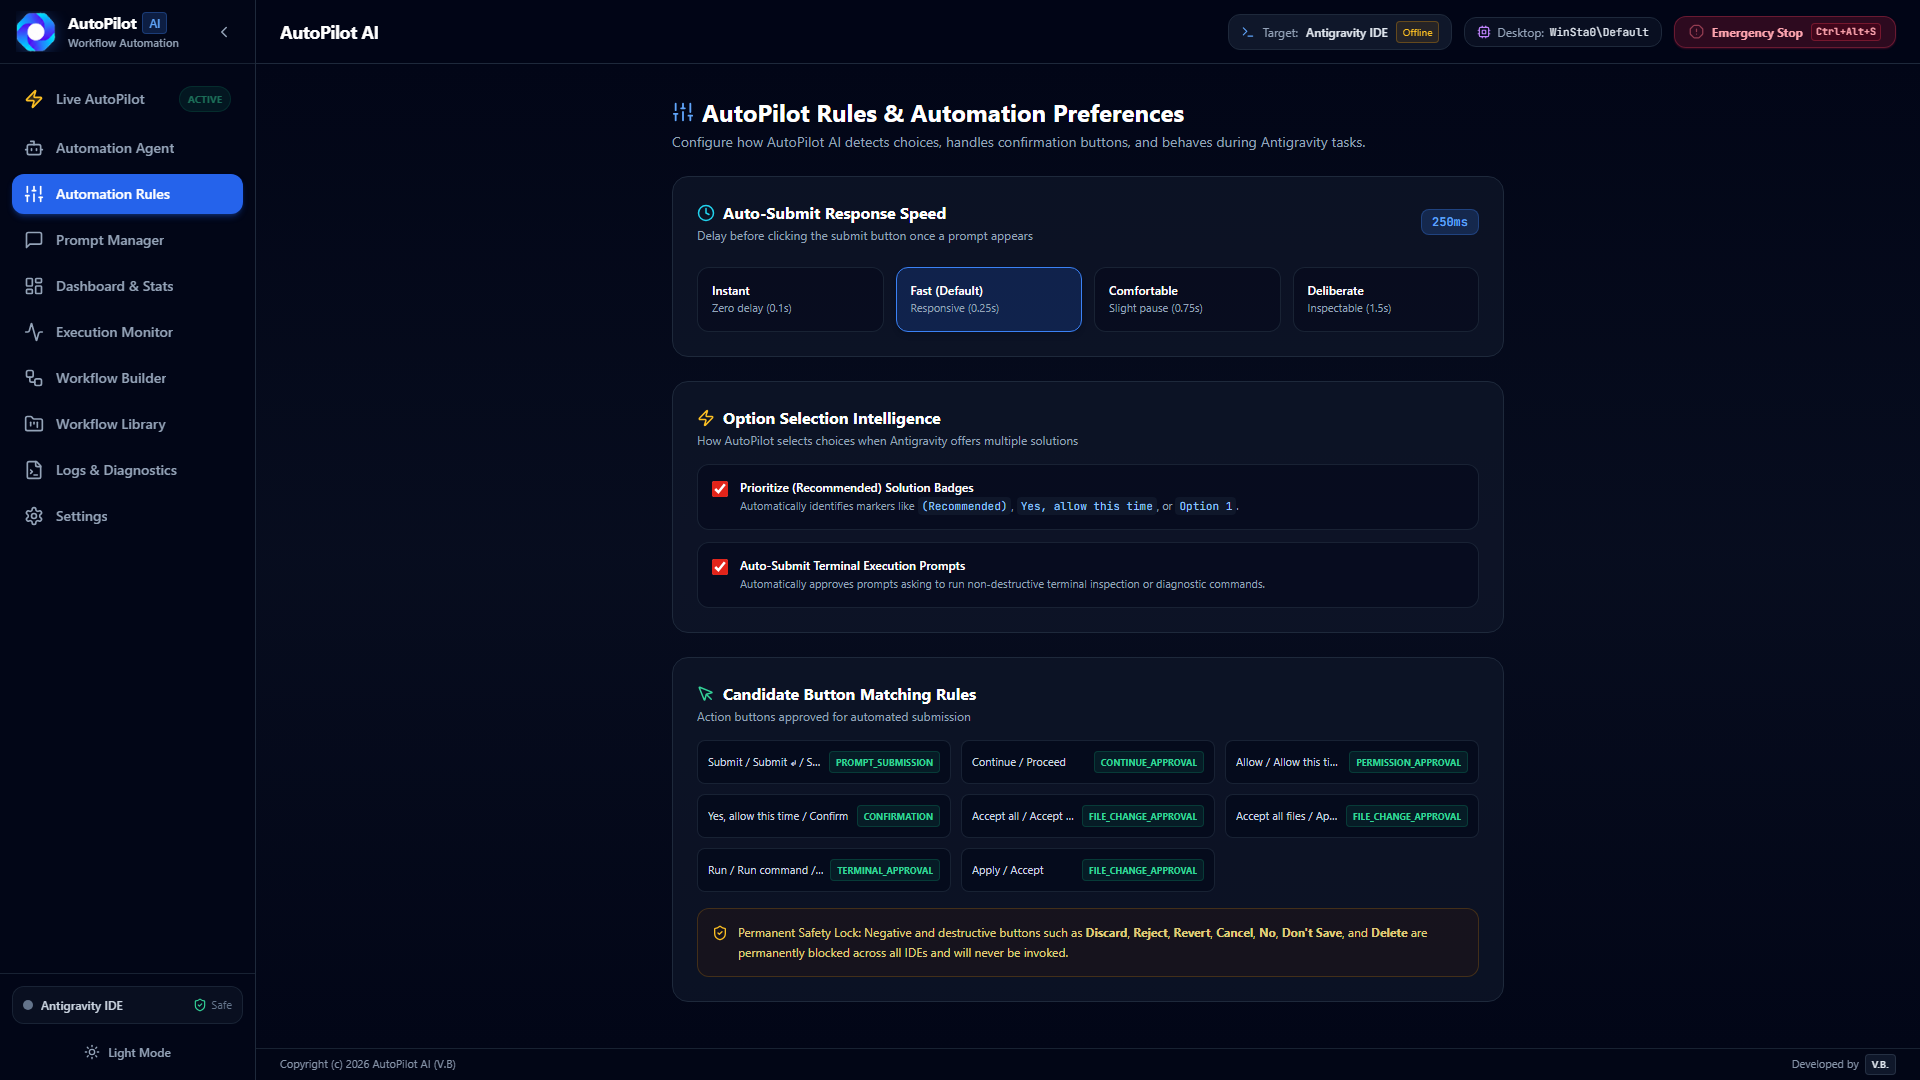 AutoPilot AI
Workflow Automation
AutoPilot AI
Target: Antigravity IDE Offline
Desktop: WinSta0\Default
Emergency Stop Ctrl+Alt+S
Live AutoPilot ACTIVE
Automation Agent
Automation Rules
Prompt Manager
Dashboard & Stats
Execution Monitor
Workflow Builder
Workflow Library
Logs & Diagnostics
Settings
AutoPilot Rules & Automation Preferences
Configure how AutoPilot AI detects choices, handles confirmation buttons, and behaves during Antigravity tasks.
Auto-Submit Response Speed
Delay before clicking the submit button once a prompt appears
250ms
Instant
Zero delay (0.1s)
Fast (Default)
Responsive (0.25s)
Comfortable
Slight pause (0.75s)
Deliberate
Inspectable (1.5s)
Option Selection Intelligence
How AutoPilot selects choices when Antigravity offers multiple solutions
Prioritize (Recommended) Solution Badges
Automatically identifies markers like (Recommended), Yes, allow this time, or Option 1.
Auto-Submit Terminal Execution Prompts
Automatically approves prompts asking to run non-destructive terminal inspection or diagnostic commands.
Candidate Button Matching Rules
Action buttons approved for automated submission
Submit / Submit ↲ / S... PROMPT_SUBMISSION
Continue / Proceed CONTINUE_APPROVAL
Allow / Allow this ti... PERMISSION_APPROVAL
Yes, allow this time / Confirm CONFIRMATION
Accept all / Accept ... FILE_CHANGE_APPROVAL
Accept all files / Ap... FILE_CHANGE_APPROVAL
Run / Run command /... TERMINAL_APPROVAL
Apply / Accept FILE_CHANGE_APPROVAL
Permanent Safety Lock: Negative and destructive buttons such as Discard, Reject, Revert, Cancel, No, Don't Save, and Delete are
permanently blocked across all IDEs and will never be invoked.
Antigravity IDE Safe
Light Mode
Copyright (c) 2026 AutoPilot AI (V.B)
Developed by V.B.